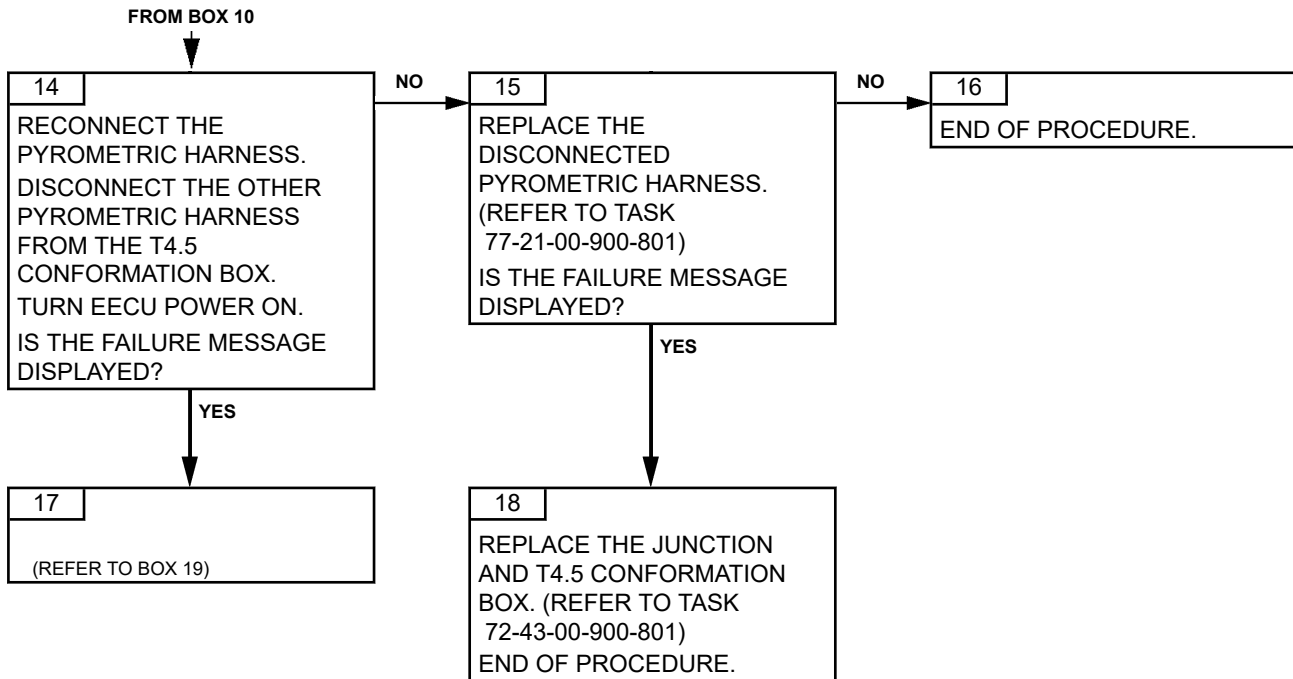 FROM BOX 10
14
RECONNECT THE
PYROMETRIC HARNESS.
DISCONNECT THE OTHER
PYROMETRIC HARNESS
FROM THE T4.5
CONFORMATION BOX.
TURN EECU POWER ON.
IS THE FAILURE MESSAGE
DISPLAYED?
NO
15
REPLACE THE
DISCONNECTED
PYROMETRIC HARNESS.
(REFER TO TASK
77-21-00-900-801)
IS THE FAILURE MESSAGE
DISPLAYED?
NO
16
END OF PROCEDURE.
YES
YES
17
(REFER TO BOX 19)
18
REPLACE THE JUNCTION
AND T4.5 CONFORMATION
BOX. (REFER TO TASK
72-43-00-900-801)
END OF PROCEDURE.